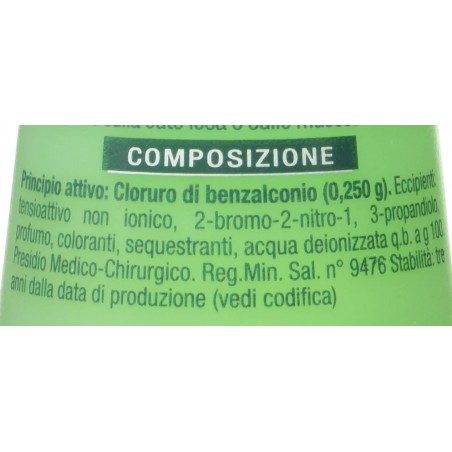 COMPOSIZIONE
Principio attivo: Cloruro di benzalconio (0,250 g). Eccipienti:
tensioattivo non ionico, 2-bromo-2-nitro-1, 3-propandiolo,
profumo, coloranti, sequestranti, acqua deionizzata q.b. a g 100
Presidio Medico-Chirurgico. Reg.Min. Sal. n° 9476 Stabilità: tre
anni dalla data di produzione (vedi codifica)